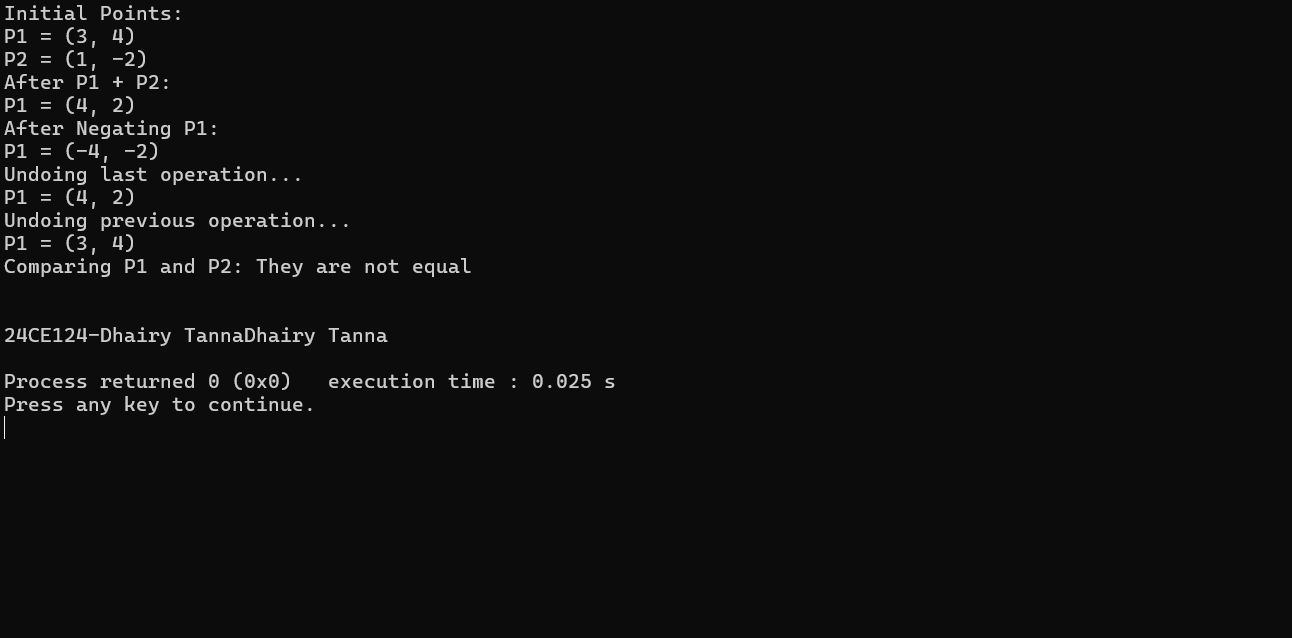 Initial Points:
P1 = (3, 4)
P2 = (1, -2)
After P1 + P2:
P1 = (4, 2)
After Negating P1:
P1 = (-4, -2)
Undoing last operation...
P1 = (4, 2)
Undoing previous operation...
P1 = (3, 4)
Comparing P1 and P2: They are not equal
24CE124-Dhairy TannaDhairy Tanna
Process returned 0 (0x0)   execution time : 0.025 s
Press any key to continue.